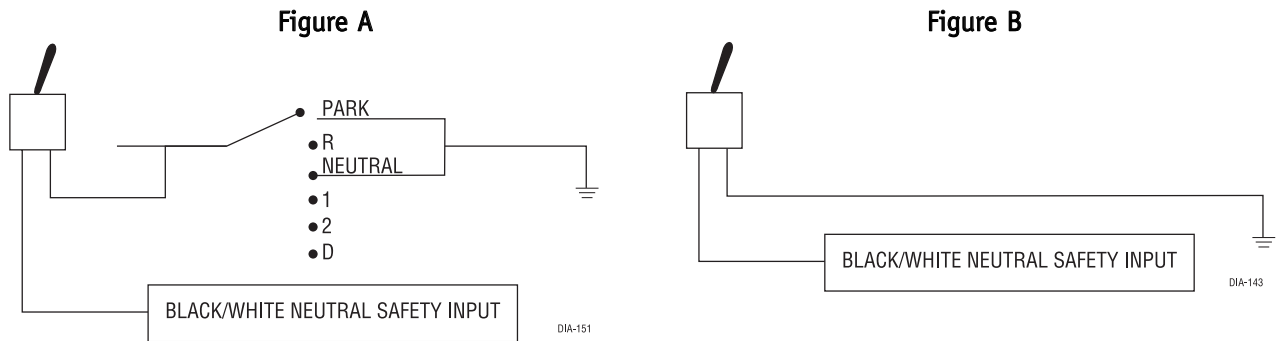 Figure A
PARK
R
NEUTRAL
1
2
D
BLACK/WHITE NEUTRAL SAFETY INPUT
DIA-151
Figure B
BLACK/WHITE NEUTRAL SAFETY INPUT
DIA-143